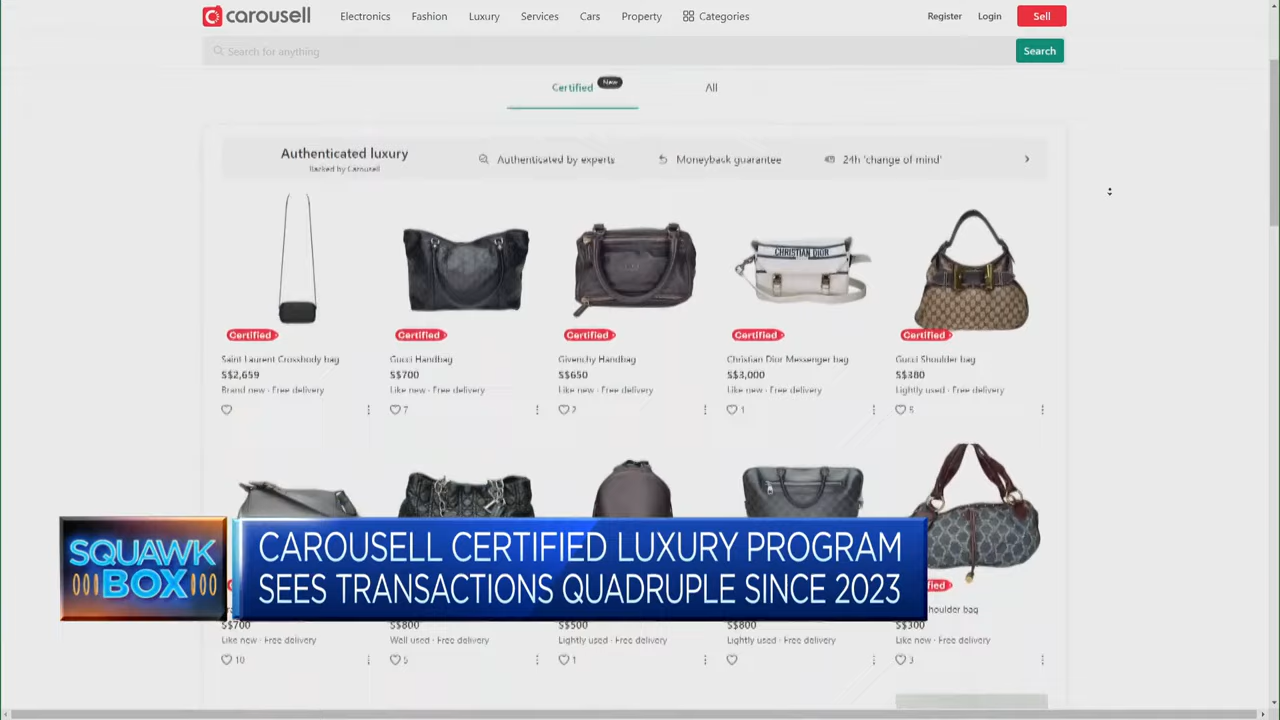 carousell
Electronics Fashion Luxury Services Cars Property Categories
Register Login Sell
Search for anything
Search
Certified New All
Authenticated luxury
Backed by Carousell
Authenticated by experts Moneyback guarantee 24h 'change of mind'
CHRISTIAN DIOR
Certified Certified Certified Certified Certified
Saint Laurent Crossbody bag Gucci Handbag Givenchy Handbag Christian Dior Messenger bag Gucci Shoulder bag
S$2,659 S$700 S$650 S$3,000 S$380
Brand new · Free delivery Like new · Free delivery Like new · Free delivery Like new · Free delivery Lightly used · Free delivery
7 2 1 5
SQUAWK
BOX
CAROUSELL CERTIFIED LUXURY PROGRAM
SEES TRANSACTIONS QUADRUPLE SINCE 2023
houlder bag
S$700 S$800 S$500 S$800 S$300
Like new · Free delivery Well used · Free delivery Lightly used · Free delivery Lightly used · Free delivery Like new · Free delivery
10 5 1 3